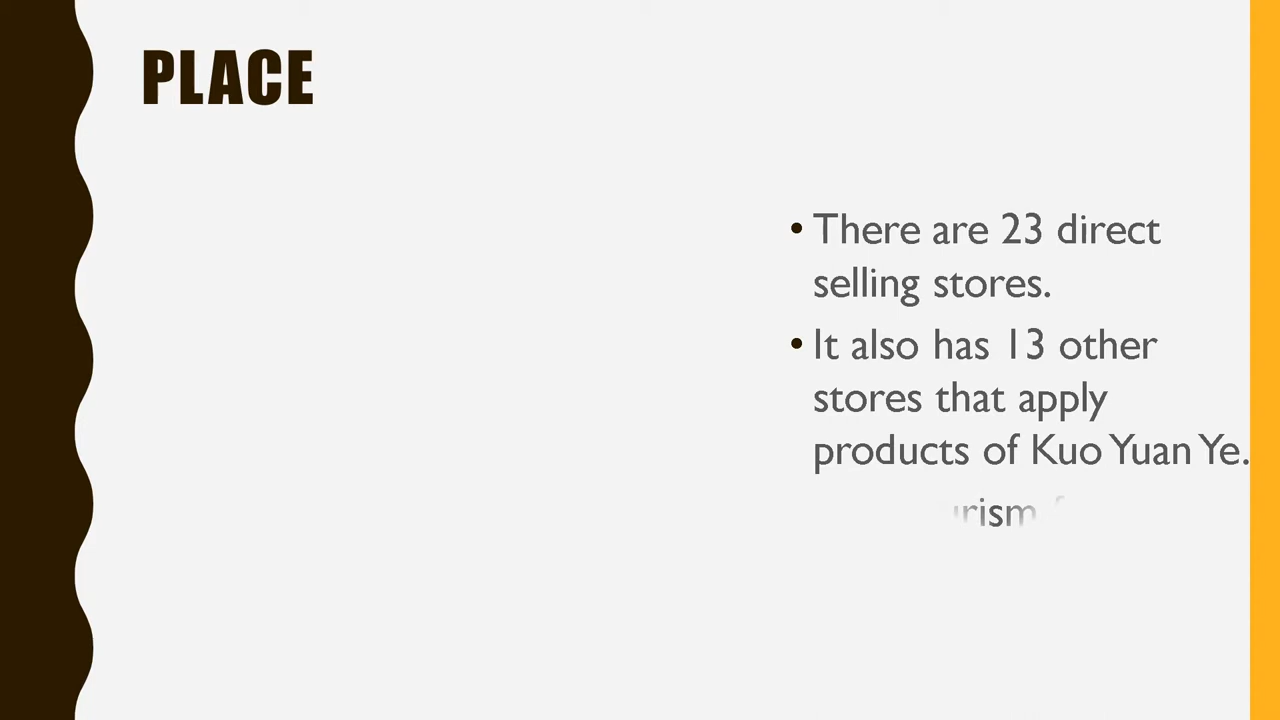 PLACE
• There are 23 direct
selling stores.
• It also has 13 other
stores that apply
products of Kuo Yuan Ye.